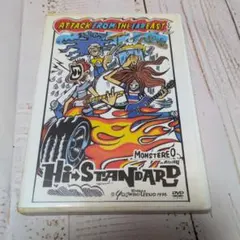 ATTACK FROM THE FAR EAST
MONSTEREO
Hi-STANDARD
DVD